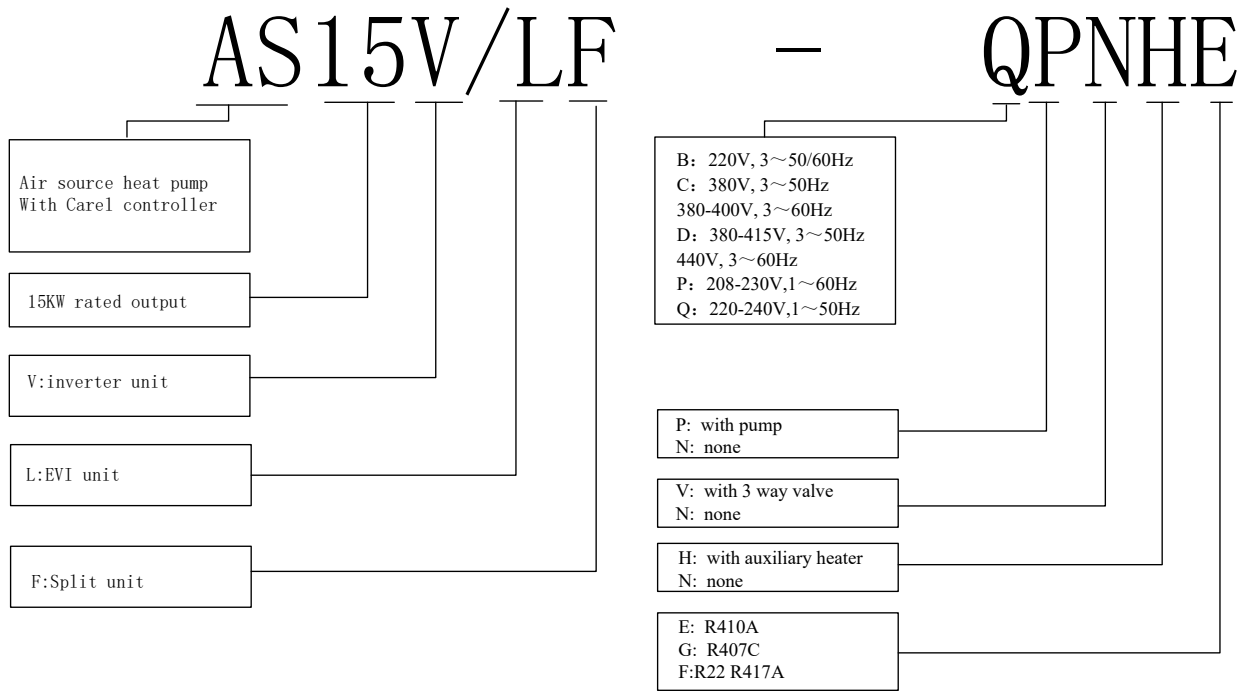 AS15V/LF - QPNHE
Air source heat pump
With Carel controller
15KW rated output
V:inverter unit
L:EVI unit
F:Split unit
B：220V, 3～50/60Hz
C：380V, 3～50Hz
380-400V, 3～60Hz
D：380-415V, 3～50Hz
440V, 3～60Hz
P：208-230V,1～60Hz
Q：220-240V,1～50Hz
P: with pump
N: none
V: with 3 way valve
N: none
H: with auxiliary heater
N: none
E: R410A
G: R407C
F:R22 R417A